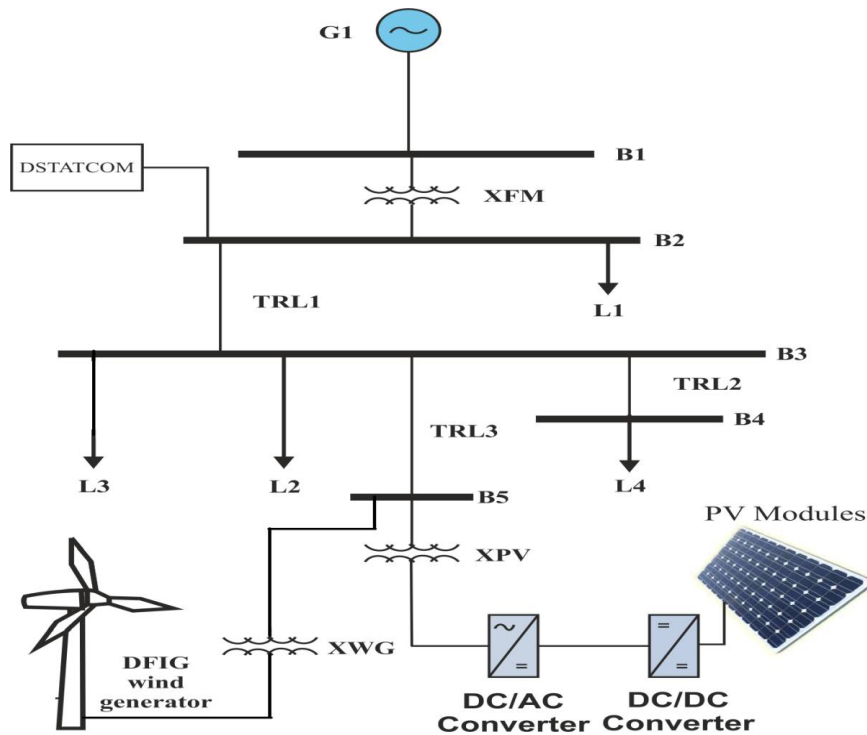 G1
B1
DSTATCOM
XFM
B2
TRL1
L1
B3
TRL2
TRL3
B4
L3
L2
L4
B5
PV Modules
XPV
XWG
DFIG
wind
generator
DC/AC
Converter
DC/DC
Converter